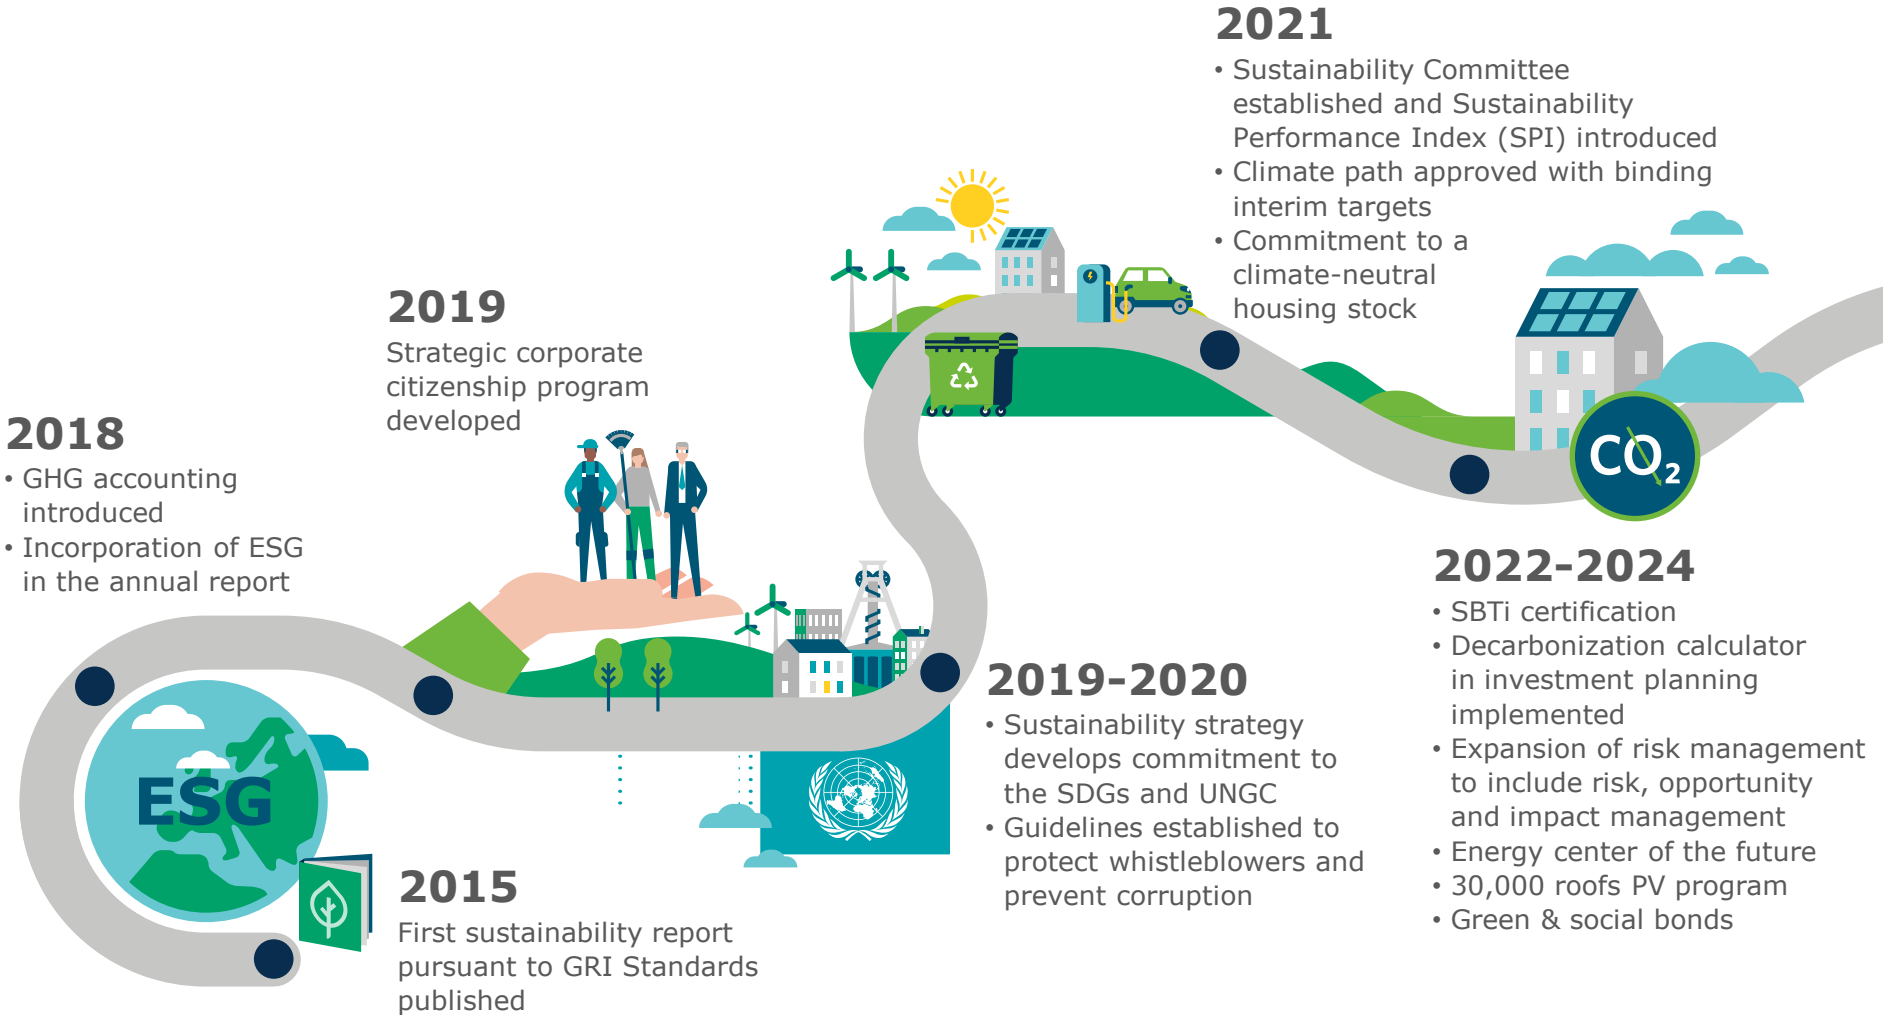 2015
First sustainability report
pursuant to GRI Standards
published
ESG
2018
• GHG accounting
introduced
• Incorporation of ESG
in the annual report
2019
Strategic corporate
citizenship program
developed
2019-2020
• Sustainability strategy
develops commitment to
the SDGs and UNGC
• Guidelines established to
protect whistleblowers and
prevent corruption
2021
• Sustainability Committee
established and Sustainability
Performance Index (SPI) introduced
• Climate path approved with binding
interim targets
• Commitment to a
climate-neutral
housing stock
CO₂
2022-2024
• SBTi certification
• Decarbonization calculator
in investment planning
implemented
• Expansion of risk management
to include risk, opportunity
and impact management
• Energy center of the future
• 30,000 roofs PV program
• Green & social bonds